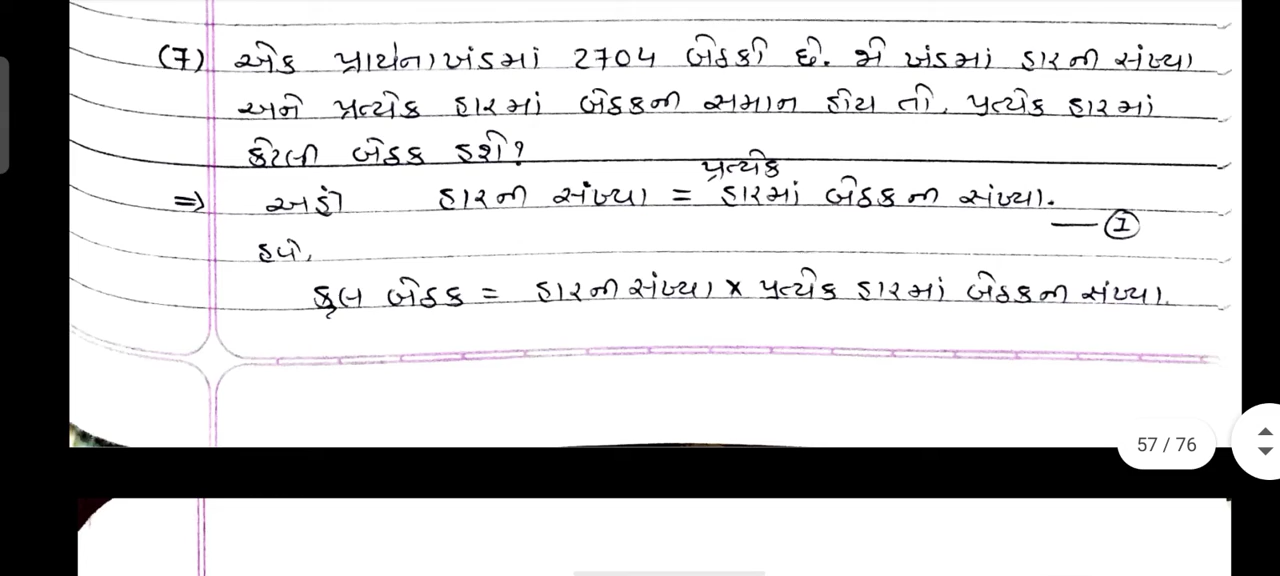 (7) એક પ્રાર્થનાખંડમાં 2704 બેઠકો છે. જો ખંડમાં હારની સંખ્યા
અને પ્રત્યેક હારમાં બેઠકની સમાન હોય તો, પ્રત્યેક હારમાં
કેટલી બેઠક હશે?
પ્રત્યેક
⇒ અહીં હારની સંખ્યા = હારમાં બેઠકની સંખ્યા.
— ①
હવે,
કુલ બેઠક = હારની સંખ્યા × પ્રત્યેક હારમાં બેઠકની સંખ્યા.
57 / 76